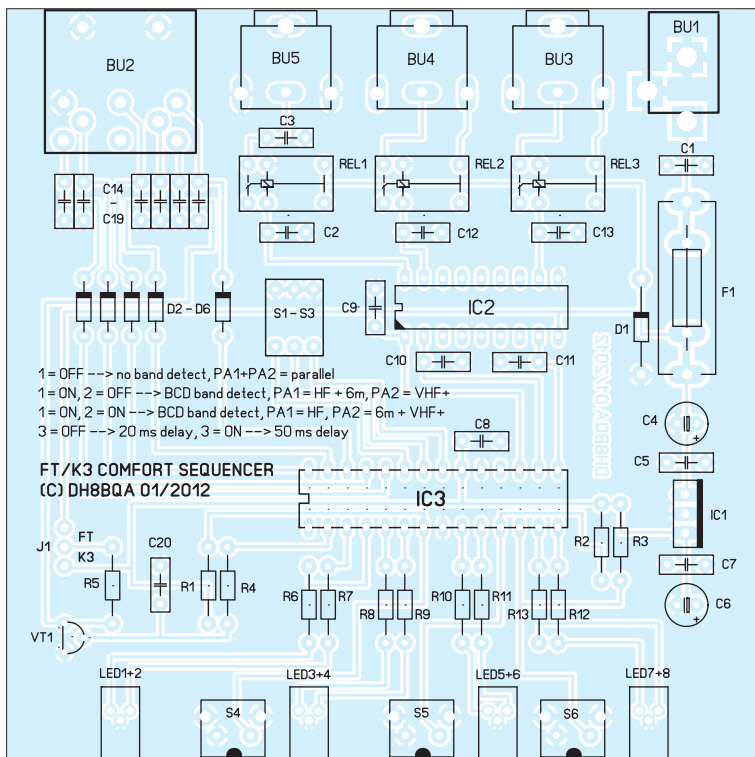 BU2
BU5
BU4
BU3
BU1
C3
C1
REL1
REL2
REL3
C14
-
C19
C2
C12
C13
D2-D6
S1-S3
C9
IC2
D1
F1
C10
C11
1 = OFF --> no band detect, PA1+PA2 = parallel
1 = ON, 2 = OFF --> BCD band detect, PA1 = HF + 6m, PA2 = VHF+
1 = ON, 2 = ON --> BCD band detect, PA1 = HF, PA2 = 6m + VHF+
3 = OFF --> 20 ms delay, 3 = ON --> 50 ms delay
C4
C8
C5
FT/K3 COMFORT SEQUENCER
(C) DH8BQA 01/2012
IC3
IC1
J1
FT
K3
C20
R2
R3
C7
R5
R1
R4
R6
R7
R8
R9
R10
R11
R13
R12
C6
VT1
LED1+2
LED3+4
LED5+6
LED7+8
S4
S5
S6